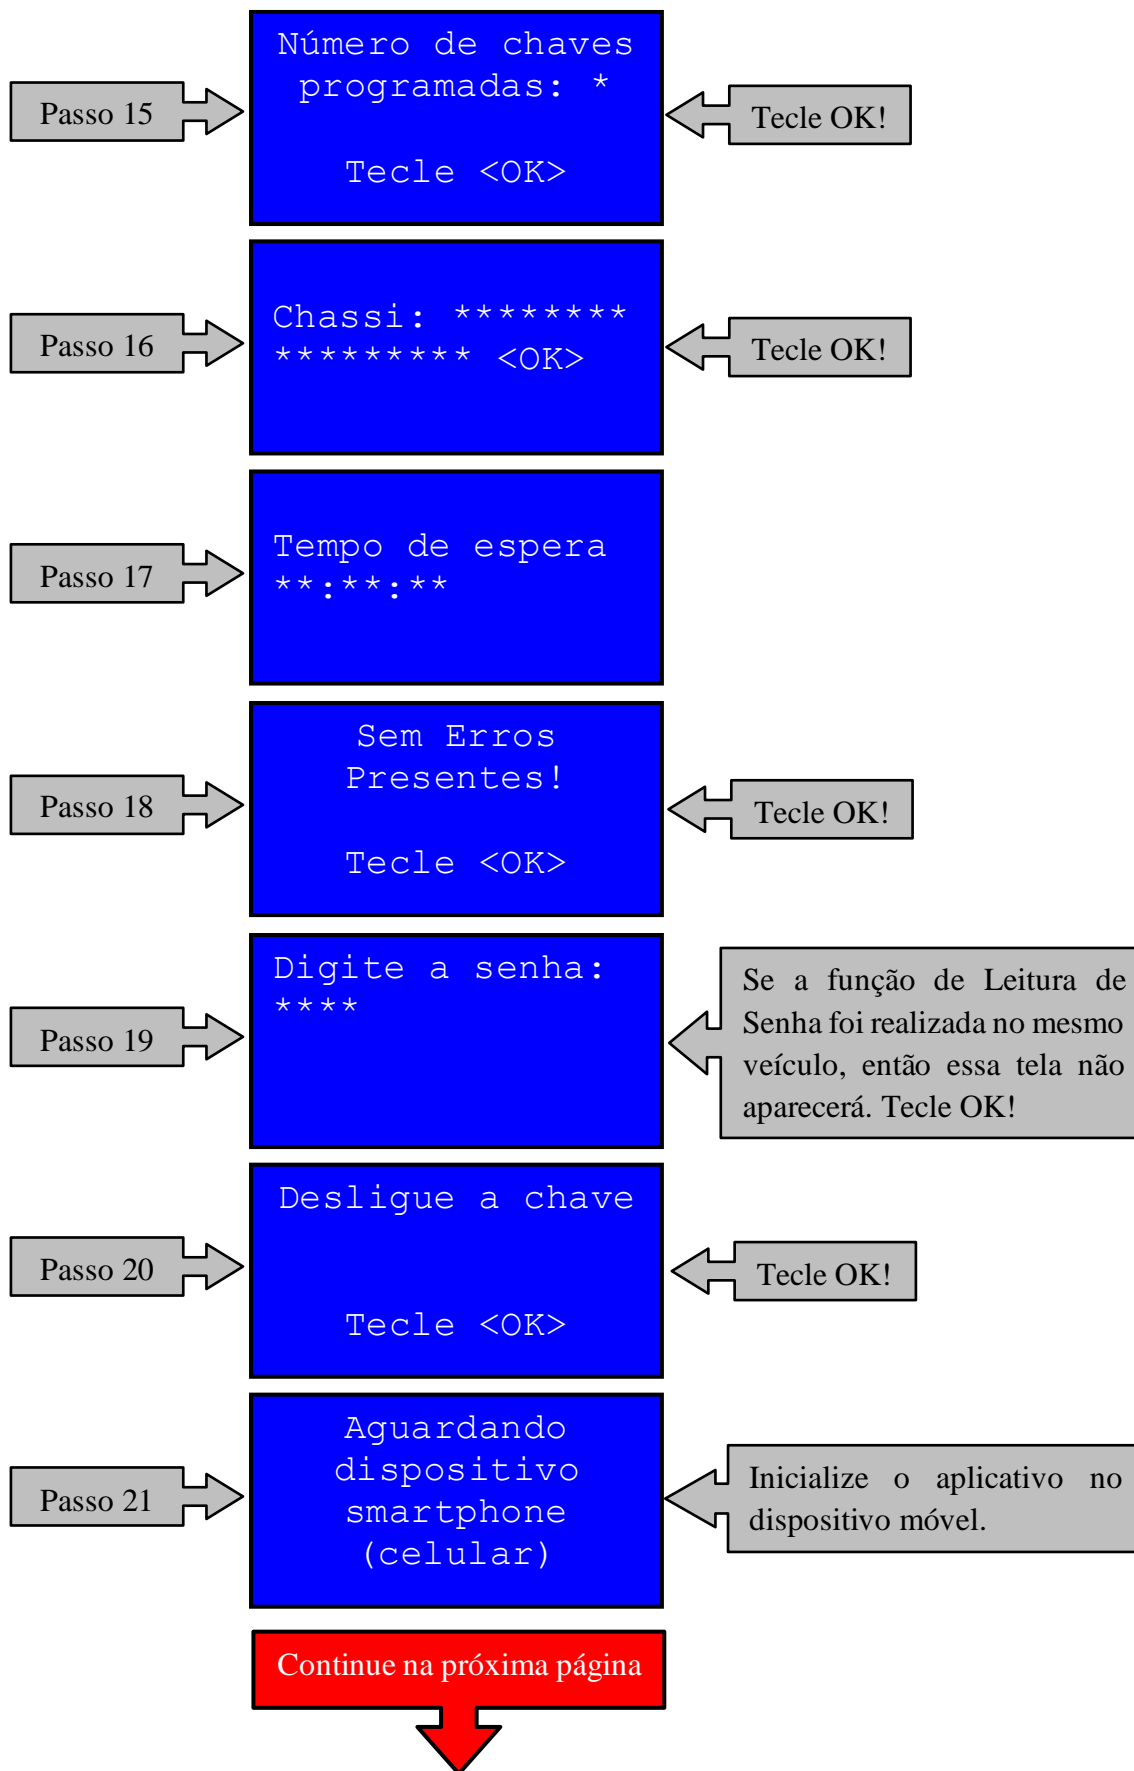 Passo 15
Número de chaves
programadas: *
Tecle <OK>
Tecle OK!
Passo 16
Chassi: ********
********* <OK>
Tecle OK!
Passo 17
Tempo de espera
**:**:**
Passo 18
Sem Erros
Presentes!
Tecle <OK>
Tecle OK!
Passo 19
Digite a senha:
****
Se a função de Leitura de
Senha foi realizada no mesmo
veículo, então essa tela não
aparecerá. Tecle OK!
Passo 20
Desligue a chave
Tecle <OK>
Tecle OK!
Passo 21
Aguardando
dispositivo
smartphone
(celular)
Inicialize o aplicativo no
dispositivo móvel.
Continue na próxima página